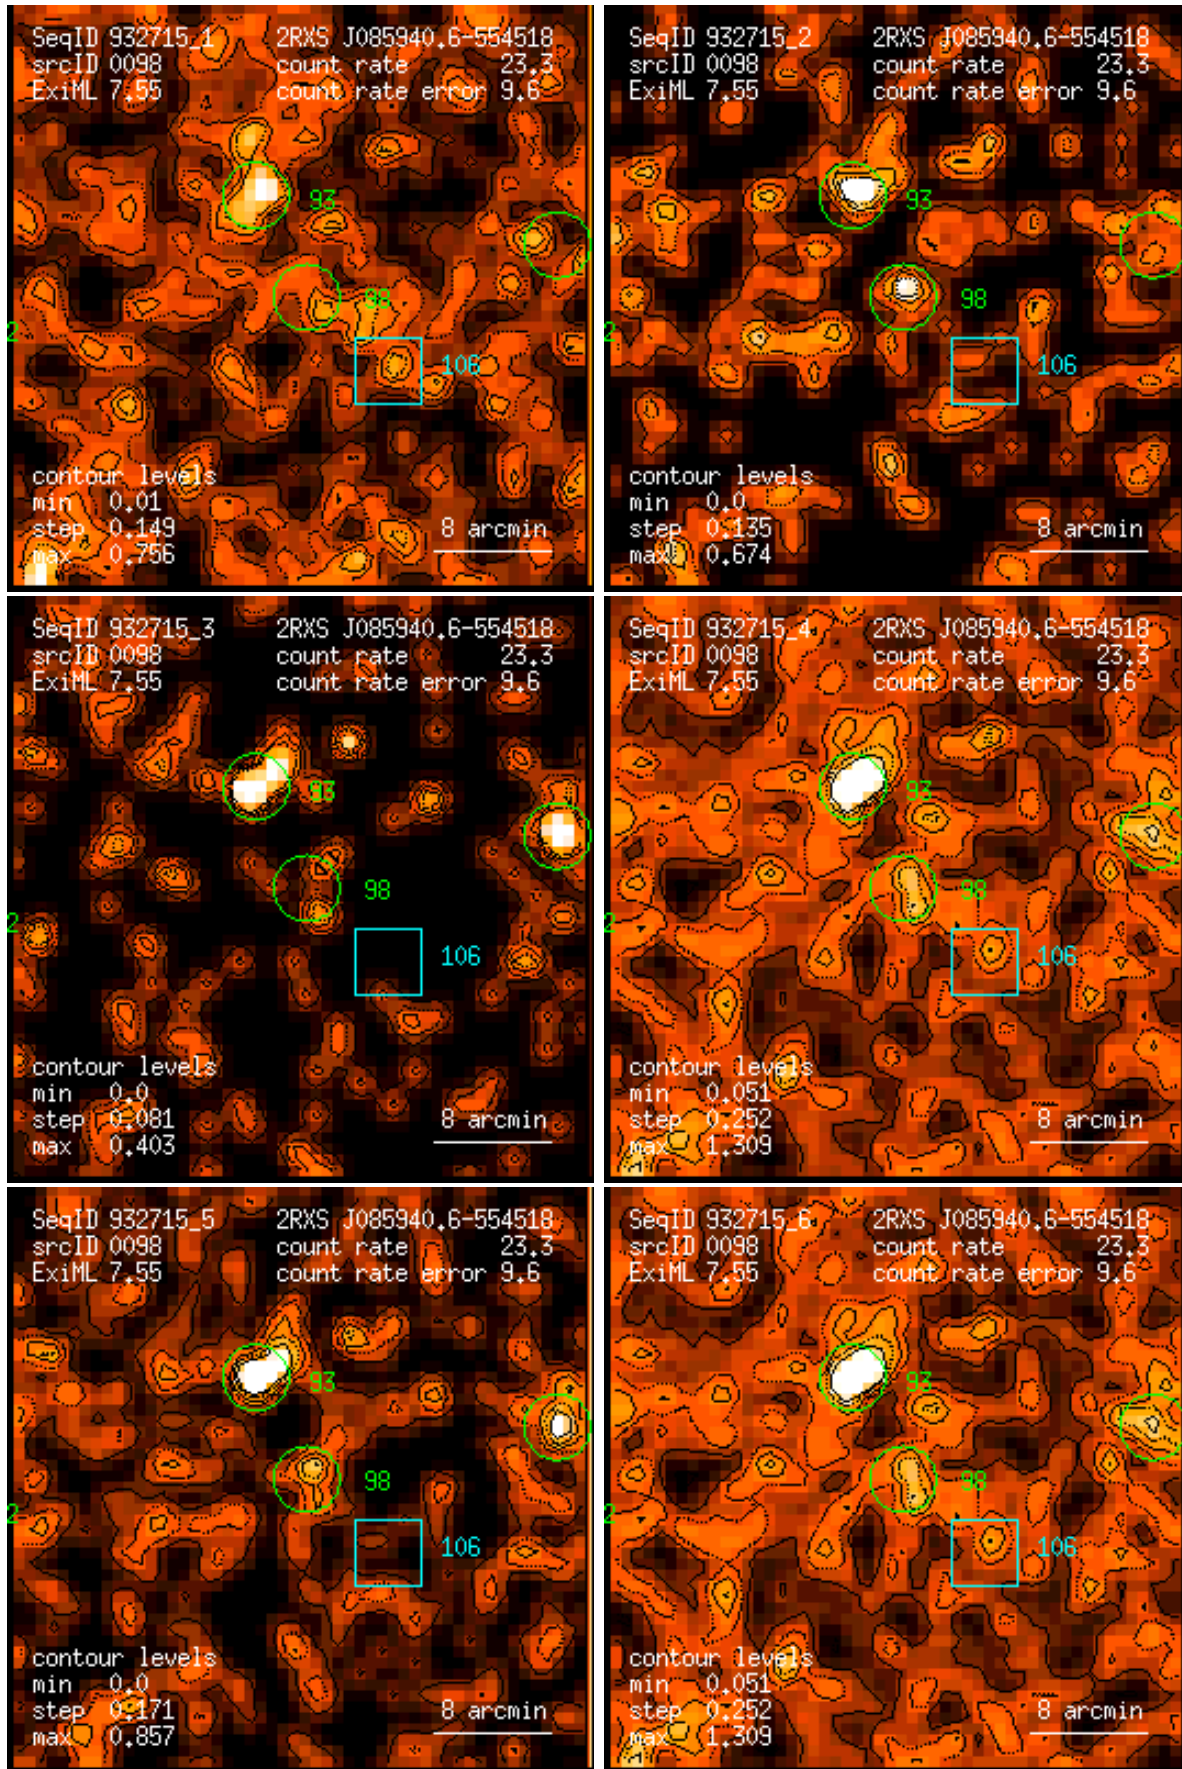 SeqID 932715_1 2RXS J085940.6-554518
srcID 0098 count rate 23.3
ExiML 7.55 count rate error 9.6
93
98
2
106
contour levels
min 0.01
step 0.149
max 0.756
8 arcmin
SeqID 932715_2 2RXS J085940.6-554518
srcID 0098 count rate 23.3
ExiML 7.55 count rate error 9.6
93
98
2
106
contour levels
min 0.0
step 0.135
max 0.674
8 arcmin
SeqID 932715_3 2RXS J085940.6-554518
srcID 0098 count rate 23.3
ExiML 7.55 count rate error 9.6
93
98
2
106
contour levels
min 0.0
step 0.081
max 0.403
8 arcmin
SeqID 932715_4 2RXS J085940.6-554518
srcID 0098 count rate 23.3
ExiML 7.55 count rate error 9.6
93
98
2
106
contour levels
min 0.051
step 0.252
max 1.309
8 arcmin
SeqID 932715_5 2RXS J085940.6-554518
srcID 0098 count rate 23.3
ExiML 7.55 count rate error 9.6
93
98
2
106
contour levels
min 0.0
step 0.171
max 0.857
8 arcmin
SeqID 932715_6 2RXS J085940.6-554518
srcID 0098 count rate 23.3
ExiML 7.55 count rate error 9.6
93
98
2
106
contour levels
min 0.051
step 0.252
max 1.309
8 arcmin